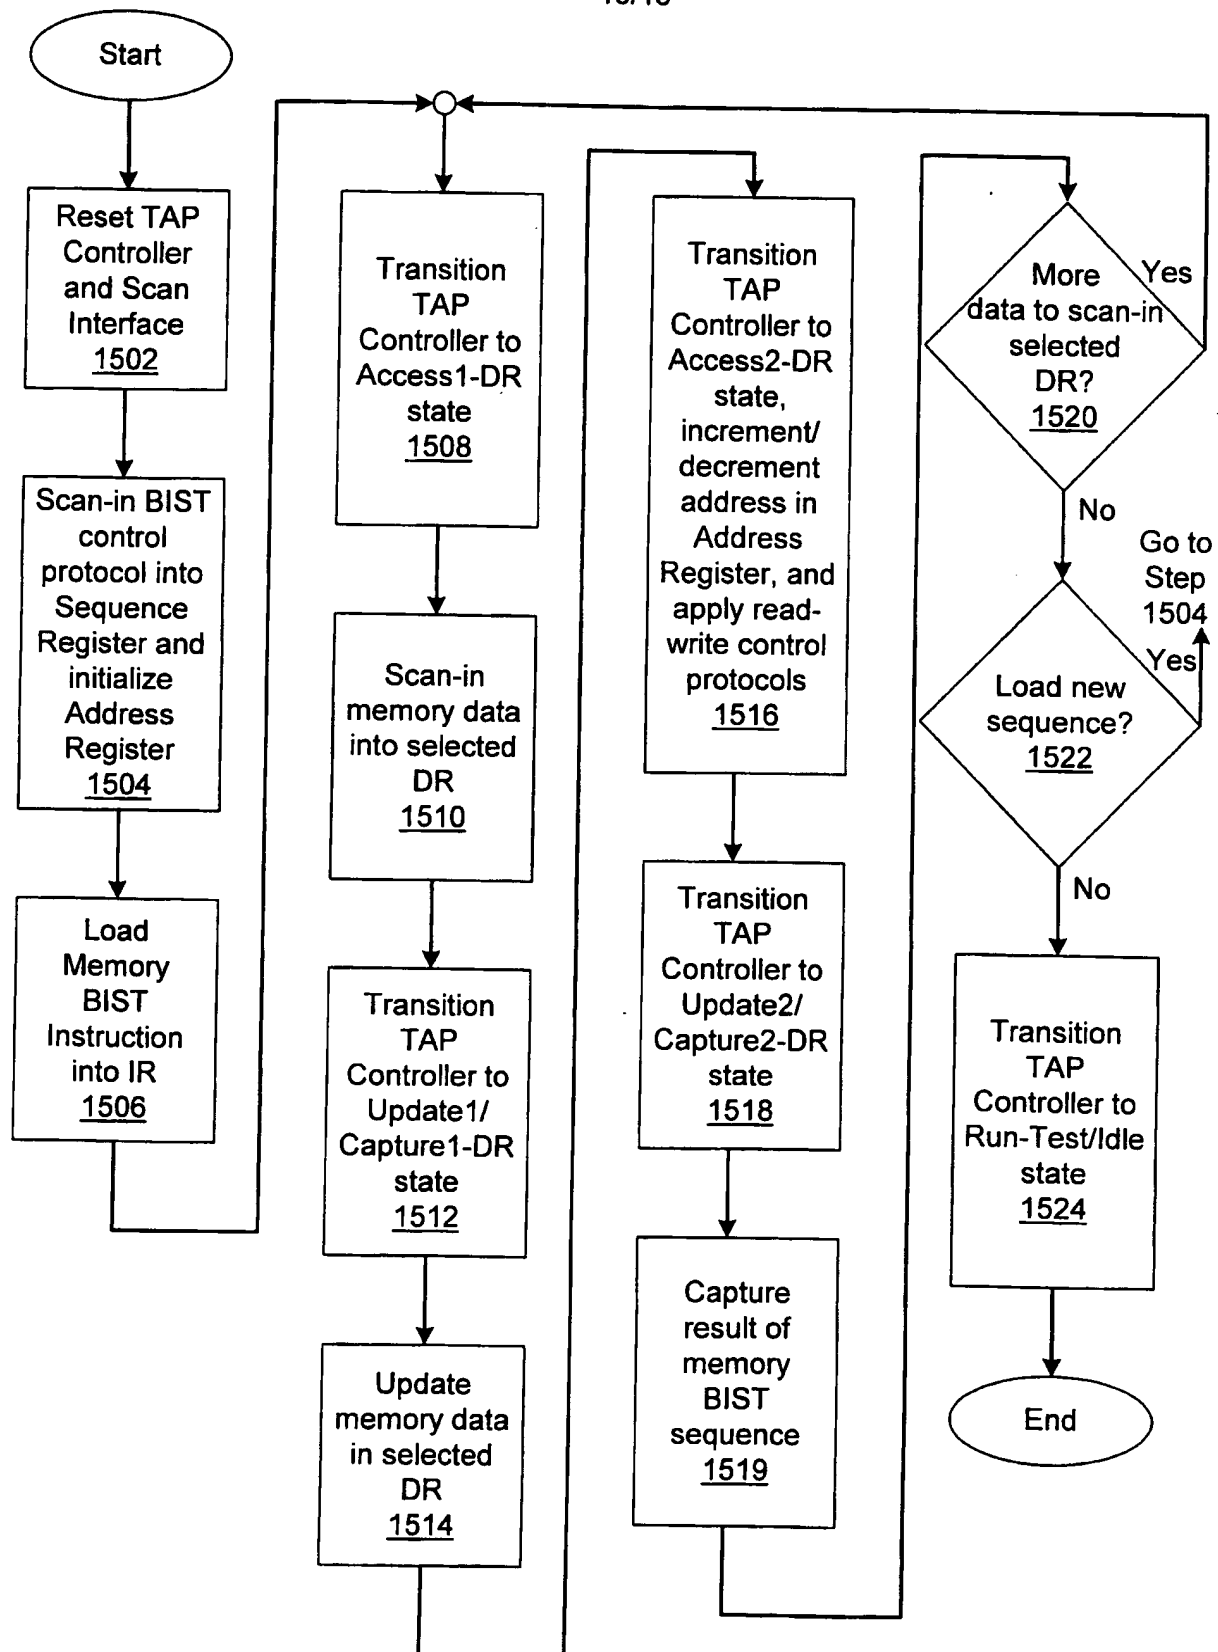 Start
Reset TAP
Controller
and Scan
Interface
1502
Scan-in BIST
control
protocol into
Sequence
Register and
initialize
Address
Register
1504
Load
Memory
BIST
Instruction
into IR
1506
Transition
TAP
Controller to
Access1-DR
state
1508
Scan-in
memory data
into selected
DR
1510
Transition
TAP
Controller to
Update1/
Capture1-DR
state
1512
Update
memory data
in selected
DR
1514
Transition
TAP
Controller to
Access2-DR
state,
increment/
decrement
address in
Address
Register, and
apply read-
write control
protocols
1516
Transition
TAP
Controller to
Update2/
Capture2-DR
state
1518
Capture
result of
memory
BIST
sequence
1519
More
data to scan-in
selected
DR?
1520
Yes
No
Go to
Step
1504
Yes
Load new
sequence?
1522
No
Transition
TAP
Controller to
Run-Test/Idle
state
1524
End